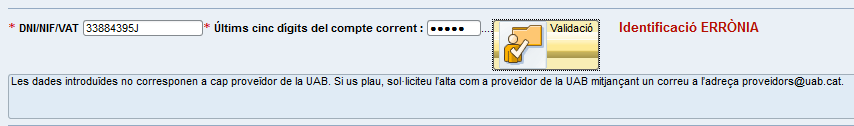 * DNI/NIF/VAT 33884395J * Últims cinc dígits del compte corrent : ●●●●● ... Validació Identificació ERRÒNIA
Les dades introduïdes no corresponen a cap proveïdor de la UAB. Si us plau, sol·liciteu l'alta com a proveïdor de la UAB mitjançant un correu a l'adreça proveidors@uab.cat.